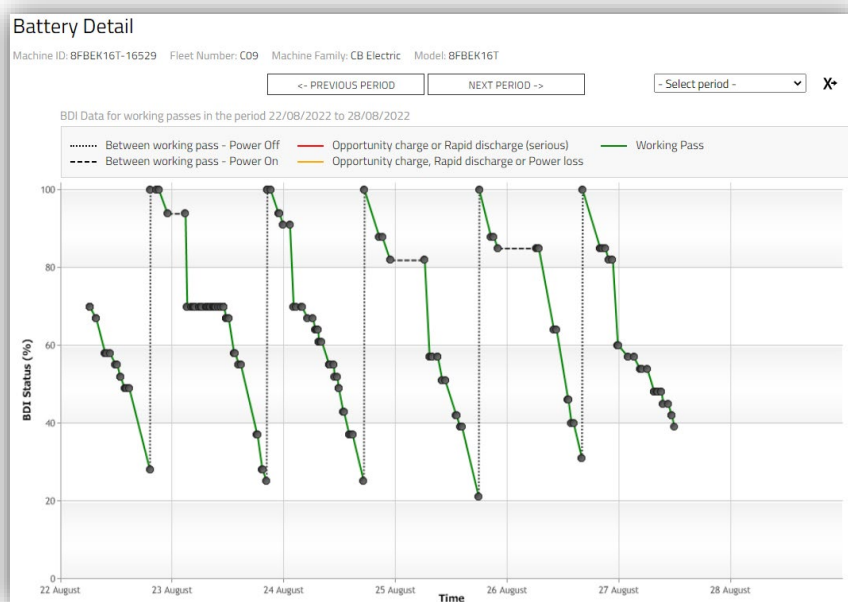 Battery Detail
Machine ID: 8FBEK16T-16529 Fleet Number: C09 Machine Family: CB Electric Model: 8FBEK16T
<- PREVIOUS PERIOD NEXT PERIOD -> - Select period -
BDI Data for working passes in the period 22/08/2022 to 28/08/2022
Between working pass - Power Off Opportunity charge or Rapid discharge (serious) Working Pass
Between working pass - Power On Opportunity charge, Rapid discharge or Power loss
100
80
60
40
20
0
BDI Status (%)
22 August 23 August 24 August 25 August 26 August 27 August 28 August
Time